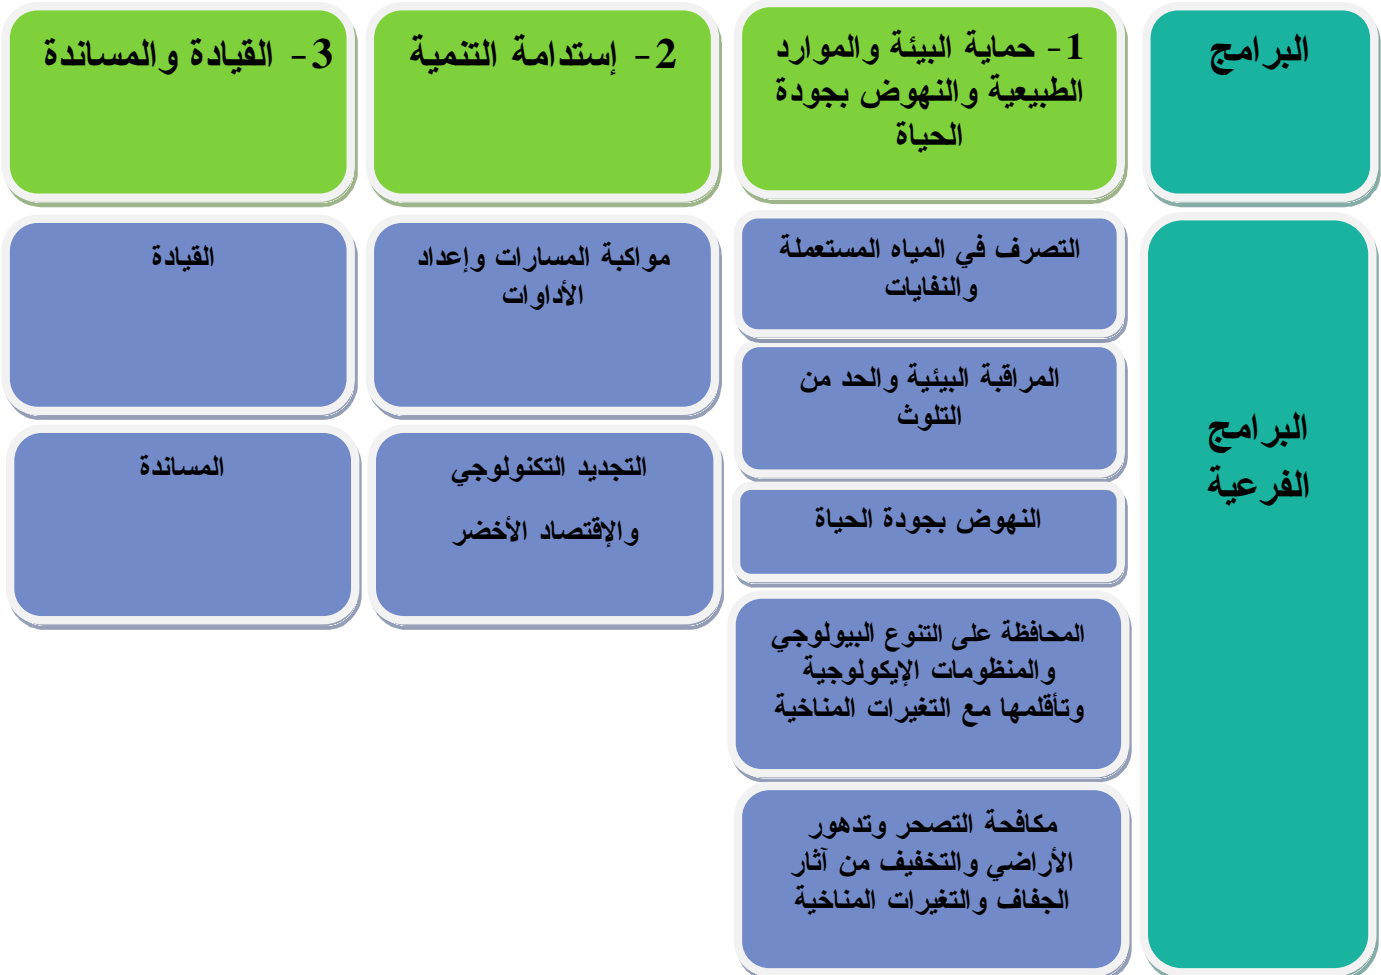 البرامج
1- حماية البيئة والموارد
الطبيعية والنهوض بجودة
الحياة
2- إستدامة التنمية
3- القيادة والمساندة
البرامج
الفرعية
التصرف في المياه المستعملة
والنفايات
المراقبة البيئية والحد من
التلوث
النهوض بجودة الحياة
المحافظة على التنوع البيولوجي
والمنظومات الإيكولوجية
وتأقلمها مع التغيرات المناخية
مكافحة التصحر وتدهور
الأراضي والتخفيف من آثار
الجفاف والتغيرات المناخية
مواكبة المسارات وإعداد
الأداوات
التجديد التكنولوجي
والإقتصاد الأخضر
القيادة
المساندة